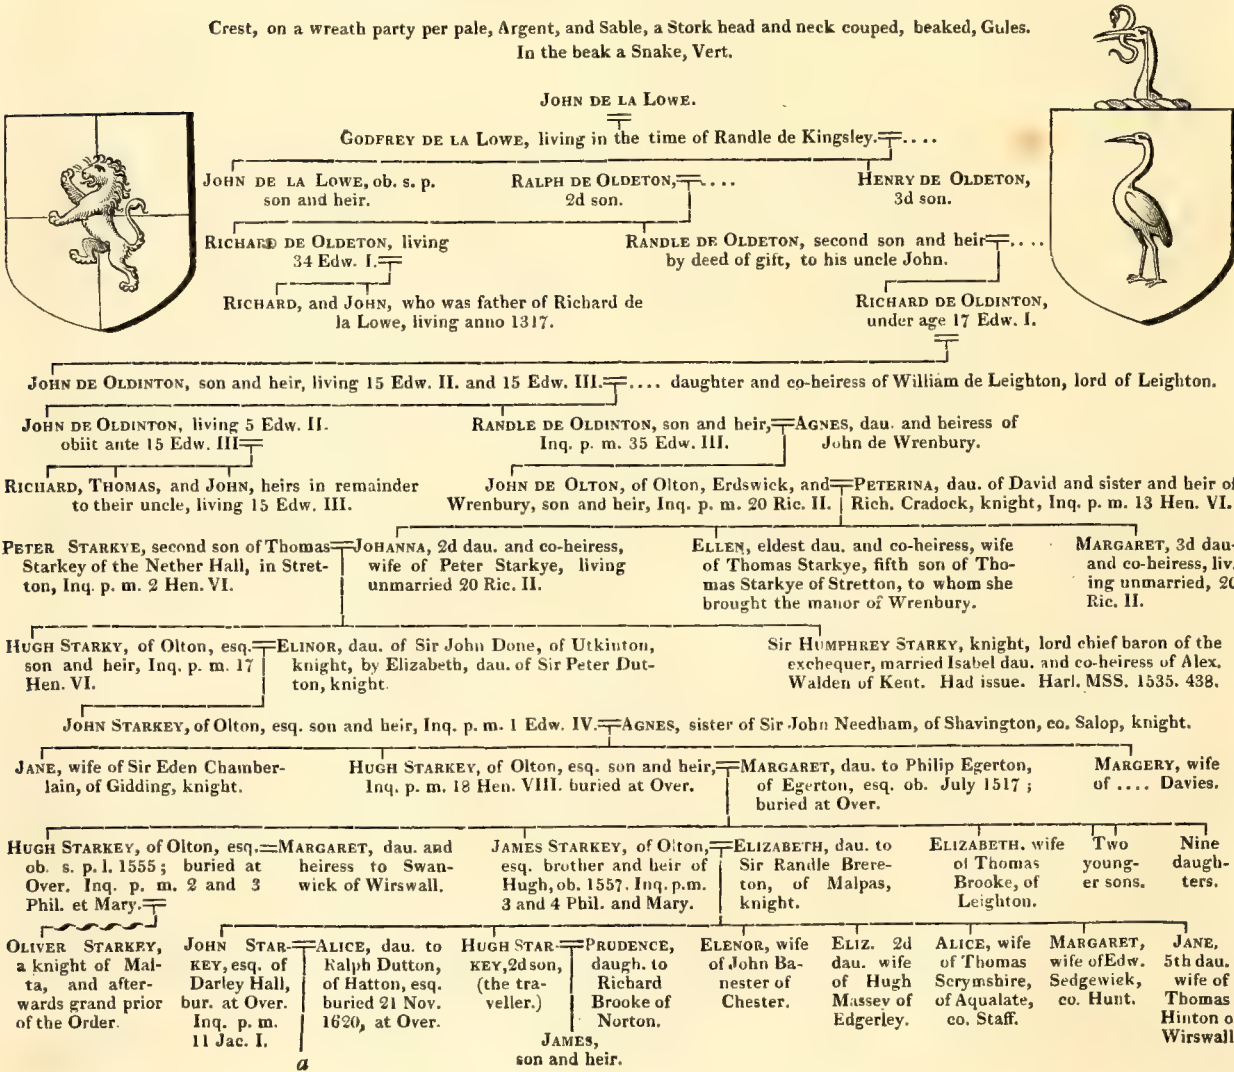 Crest, on a wreath party per pale, Argent, and Sable, a Stork head and neck couped, beaked, Gules.
In the beak a Snake, Vert.
JOHN DE LA LOWE.
GODFREY DE LA LOWE, living in the time of Randle de Kingsley.....
JOHN DE LA LOWE, ob. s. p.
son and heir.
RALPH DE OLDETON,....
2d son.
HENRY DE OLDETON,
3d son.
RICHARD DE OLDETON, living
34 Edw. I.
RANDLE DE OLDETON, second son and heir....
by deed of gift, to his uncle John.
RICHARD, and JOHN, who was father of Richard de
la Lowe, living anno 1317.
RICHARD DE OLDINTON,
under age 17 Edw. I.
JOHN DE OLDINTON, son and heir, living 15 Edw. II. and 15 Edw. III..... daughter and co-heiress of William de Leighton, lord of Leighton.
JOHN DE OLDINTON, living 5 Edw. II.
obiit ante 15 Edw. III
RANDLE DE OLDINTON, son and heir,
Inq. p. m. 35 Edw. III.
AGNES, dau. and heiress of
John de Wrenbury.
RICHARD, THOMAS, and JOHN, heirs in remainder
to their uncle, living 15 Edw. III.
JOHN DE OLTON, of Olton, Erdswick, and
Wrenbury, son and heir, Inq. p. m. 20 Ric. II.
PETERINA, dau. of David and sister and heir of
Rich. Cradock, knight, Inq. p. m. 13 Hen. VI.
PETER STARKYE, second son of Thomas
Starkey of the Nether Hall, in Stret-
ton, Inq. p. m. 2 Hen. VI.
JOHANNA, 2d dau. and co-heiress,
wife of Peter Starkye, living
unmarried 20 Ric. II.
ELLEN, eldest dau. and co-heiress, wife
of Thomas Starkye, fifth son of Tho-
mas Starkye of Stretton, to whom she
brought the manor of Wrenbury.
MARGARET, 3d dau.
and co-heiress, liv-
ing unmarried, 20
Ric. II.
HUGH STARKY, of Olton, esq.
son and heir, Inq. p. m. 17
Hen. VI.
ELINOR, dau. of Sir John Done, of Utkinton,
knight, by Elizabeth, dau. of Sir Peter Dut-
ton, knight.
Sir HUMPHREY STARKY, knight, lord chief baron of the
exchequer, married Isabel dau. and co-heiress of Alex.
Walden of Kent. Had issue. Harl. MSS. 1535. 438.
JOHN STARKEY, of Olton, esq. son and heir, Inq. p. m. 1 Edw. IV.
AGNES, sister of Sir John Needham, of Shavington, co. Salop, knight.
JANE, wife of Sir Eden Chamber-
lain, of Gidding, knight.
HUGH STARKEY, of Olton, esq. son and heir,
Inq. p. m. 18 Hen. VIII. buried at Over.
MARGARET, dau. to Philip Egerton,
of Egerton, esq. ob. July 1517;
buried at Over.
MARGERY, wife
of .... Davies.
HUGH STARKEY, of Olton, esq.
ob. s. p. l. 1555; buried at
Over. Inq. p. m. 2 and 3
Phil. et Mary.
MARGARET, dau. and
heiress to Swan-
wick of Wirswall.
JAMES STARKEY, of Olton,
esq. brother and heir of
Hugh, ob. 1557. Inq. p.m.
3 and 4 Phil. and Mary.
ELIZABETH, dau. to
Sir Randle Brere-
ton, of Malpas,
knight.
ELIZABETH. wife
of Thomas
Brooke, of
Leighton.
Two
young-
er sons.
Nine
daugh-
ters.
OLIVER STARKEY,
a knight of Mal-
ta, and after-
wards grand prior
of the Order.
JOHN STAR-
KEY, esq. of
Darley Hall,
bur. at Over.
Inq. p. m.
11 Jac. I.
ALICE, dau. to
Ralph Dutton,
of Hatton, esq.
buried 21 Nov.
1620, at Over.
a
HUGH STAR-
KEY, 2d son,
(the tra-
veller.)
PRUDENCE,
daugh. to
Richard
Brooke of
Norton.
JAMES,
son and heir.
ELENOR, wife
of John Ba-
nester of
Chester.
ELIZ. 2d
dau. wife
of Hugh
Massey of
Edgerley.
ALICE, wife
of Thomas
Scrymshire,
of Aqualate,
co. Staff.
MARGARET,
wife of Edw.
Sedgewick,
co. Hunt.
JANE,
5th dau.
wife of
Thomas
Hinton o
Wirswall